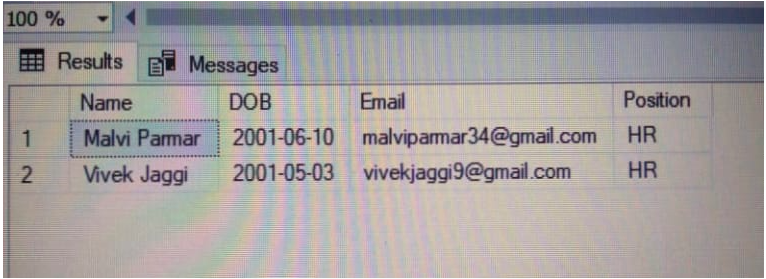 100 %
Results Messages
Name DOB Email Position
1 Malvi Parmar 2001-06-10 malviparmar34@gmail.com HR
2 Vivek Jaggi 2001-05-03 vivekjaggi9@gmail.com HR